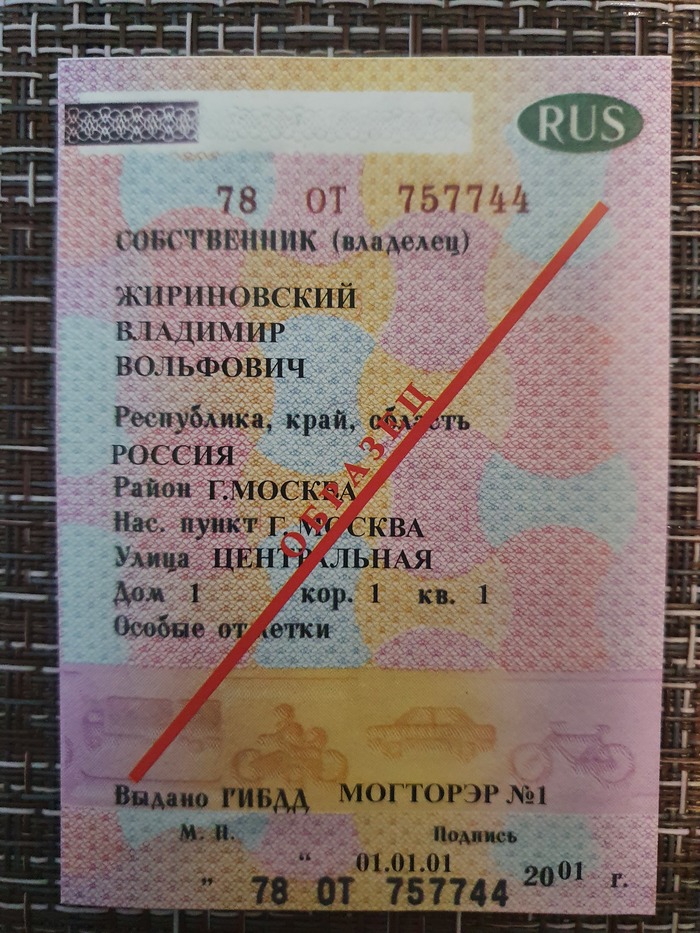 RUS
78 ОТ 757744
СОБСТВЕННИК (владелец)
ЖИРИНОВСКИЙ
ВЛАДИМИР
ВОЛЬФОВИЧ
Республика, край, область
РОССИЯ
Район Г.МОСКВА
Нас. пункт Г. МОСКВА
Улица ЦЕНТРАЛЬНАЯ
Дом 1 кор. 1 кв. 1
Особые отметки
ОБРАЗЕЦ
Выдано ГИБДД МОГТОРЭР №1
М. П. Подпись
" " 01.01.01 2001 г.
78 ОТ 757744